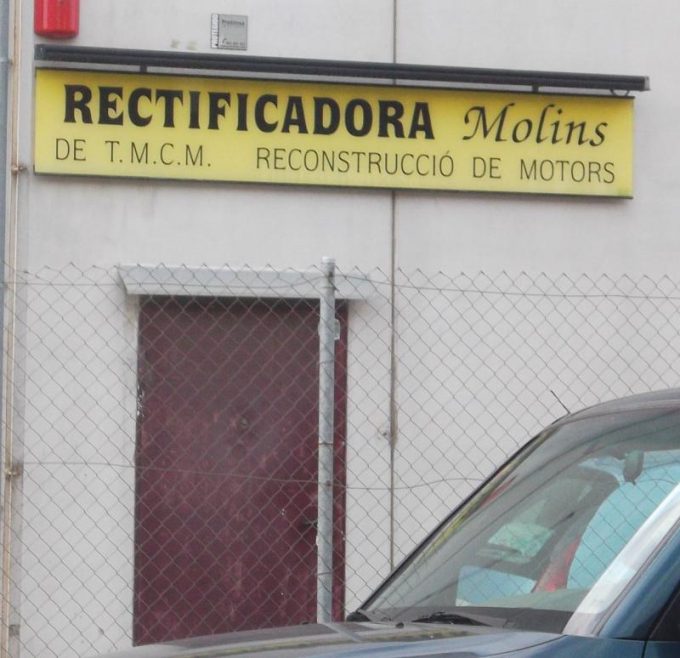 RECTIFICADORA Molins
DE T.M.C.M. RECONSTRUCCIÓ DE MOTORS